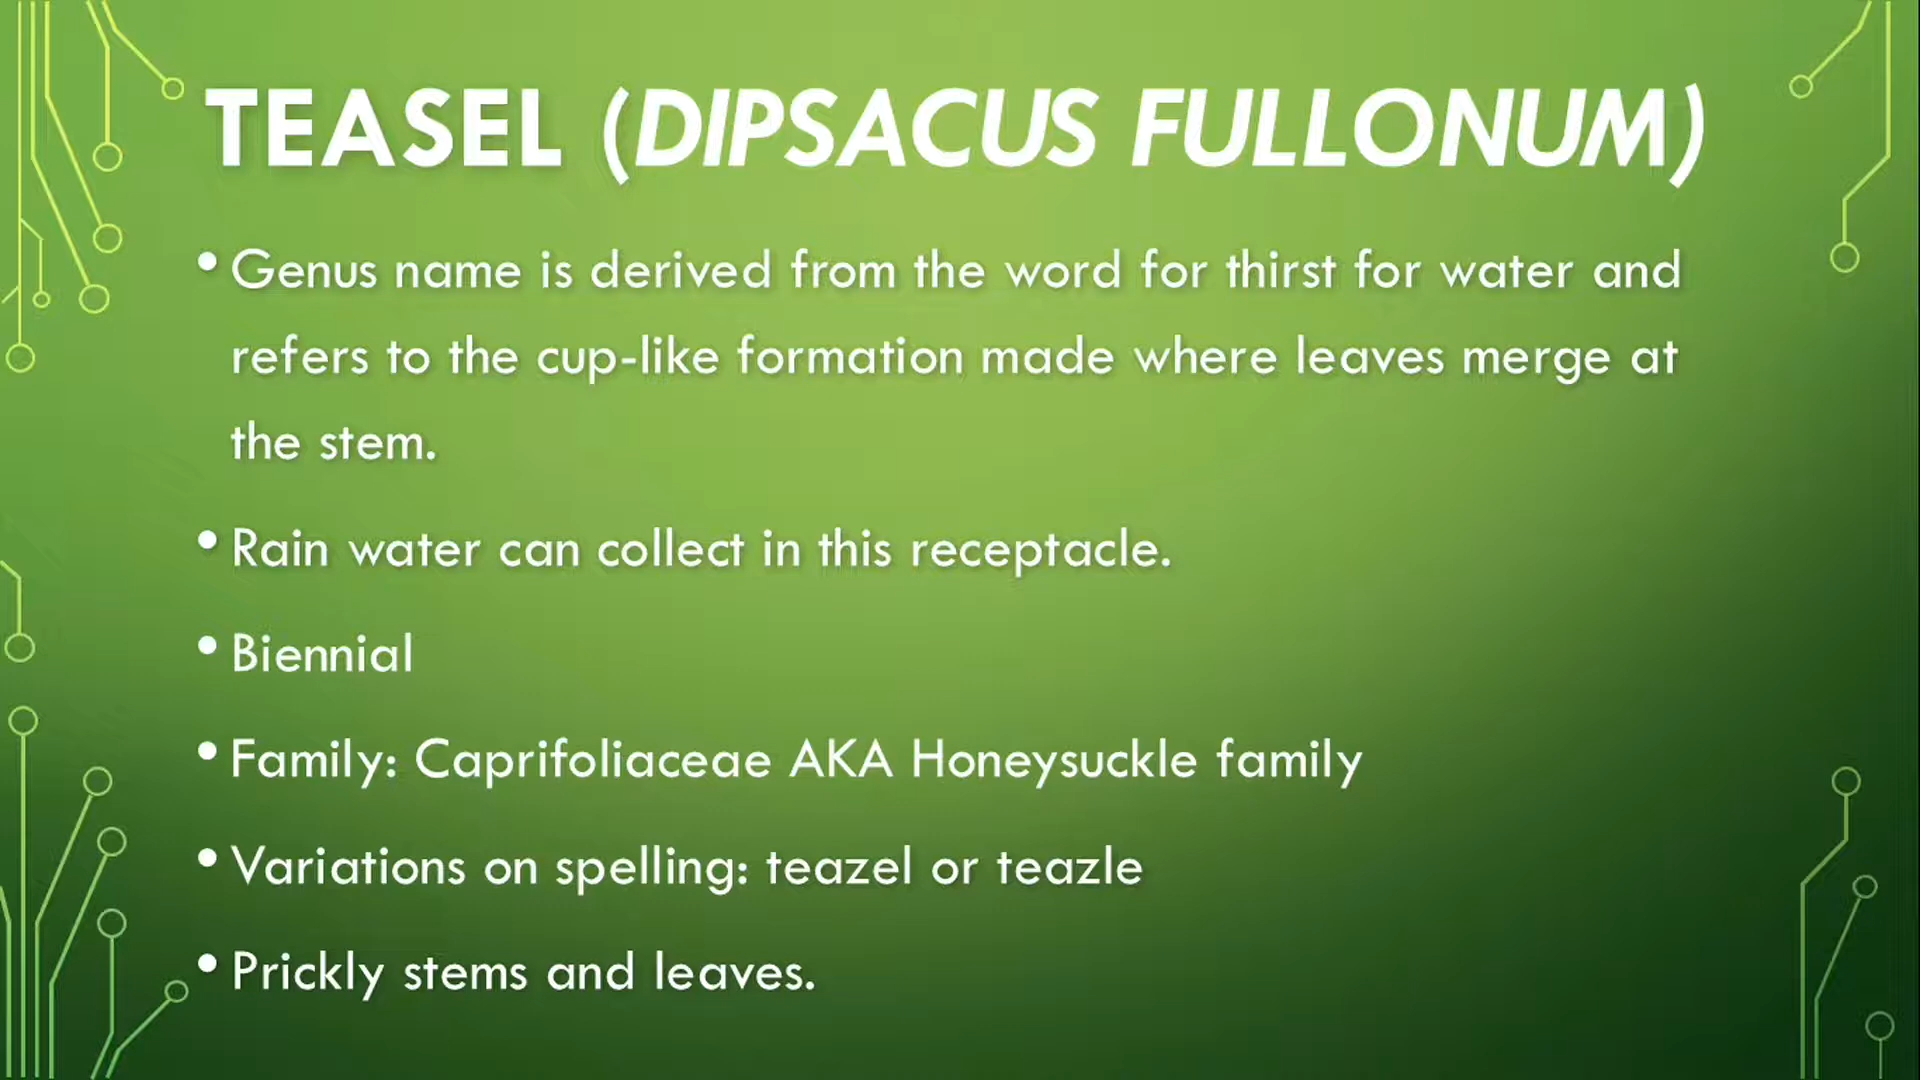 TEASEL (DIPSACUS FULLONUM)
• Genus name is derived from the word for thirst for water and
refers to the cup-like formation made where leaves merge at
the stem.
• Rain water can collect in this receptacle.
• Biennial
• Family: Caprifoliaceae AKA Honeysuckle family
• Variations on spelling: teazel or teazle
• Prickly stems and leaves.